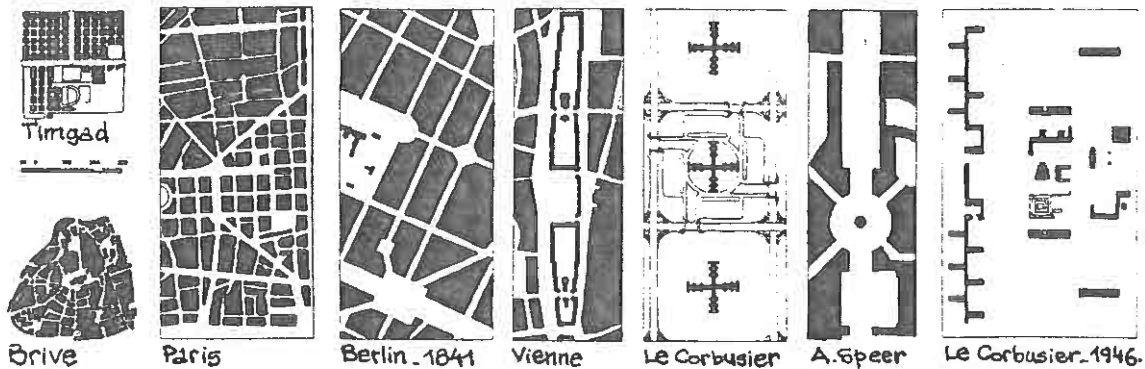 Timgad
Brive
Paris
Berlin_1841
Vienne
Le Corbusier
A.Speer
Le Corbusier_1946.